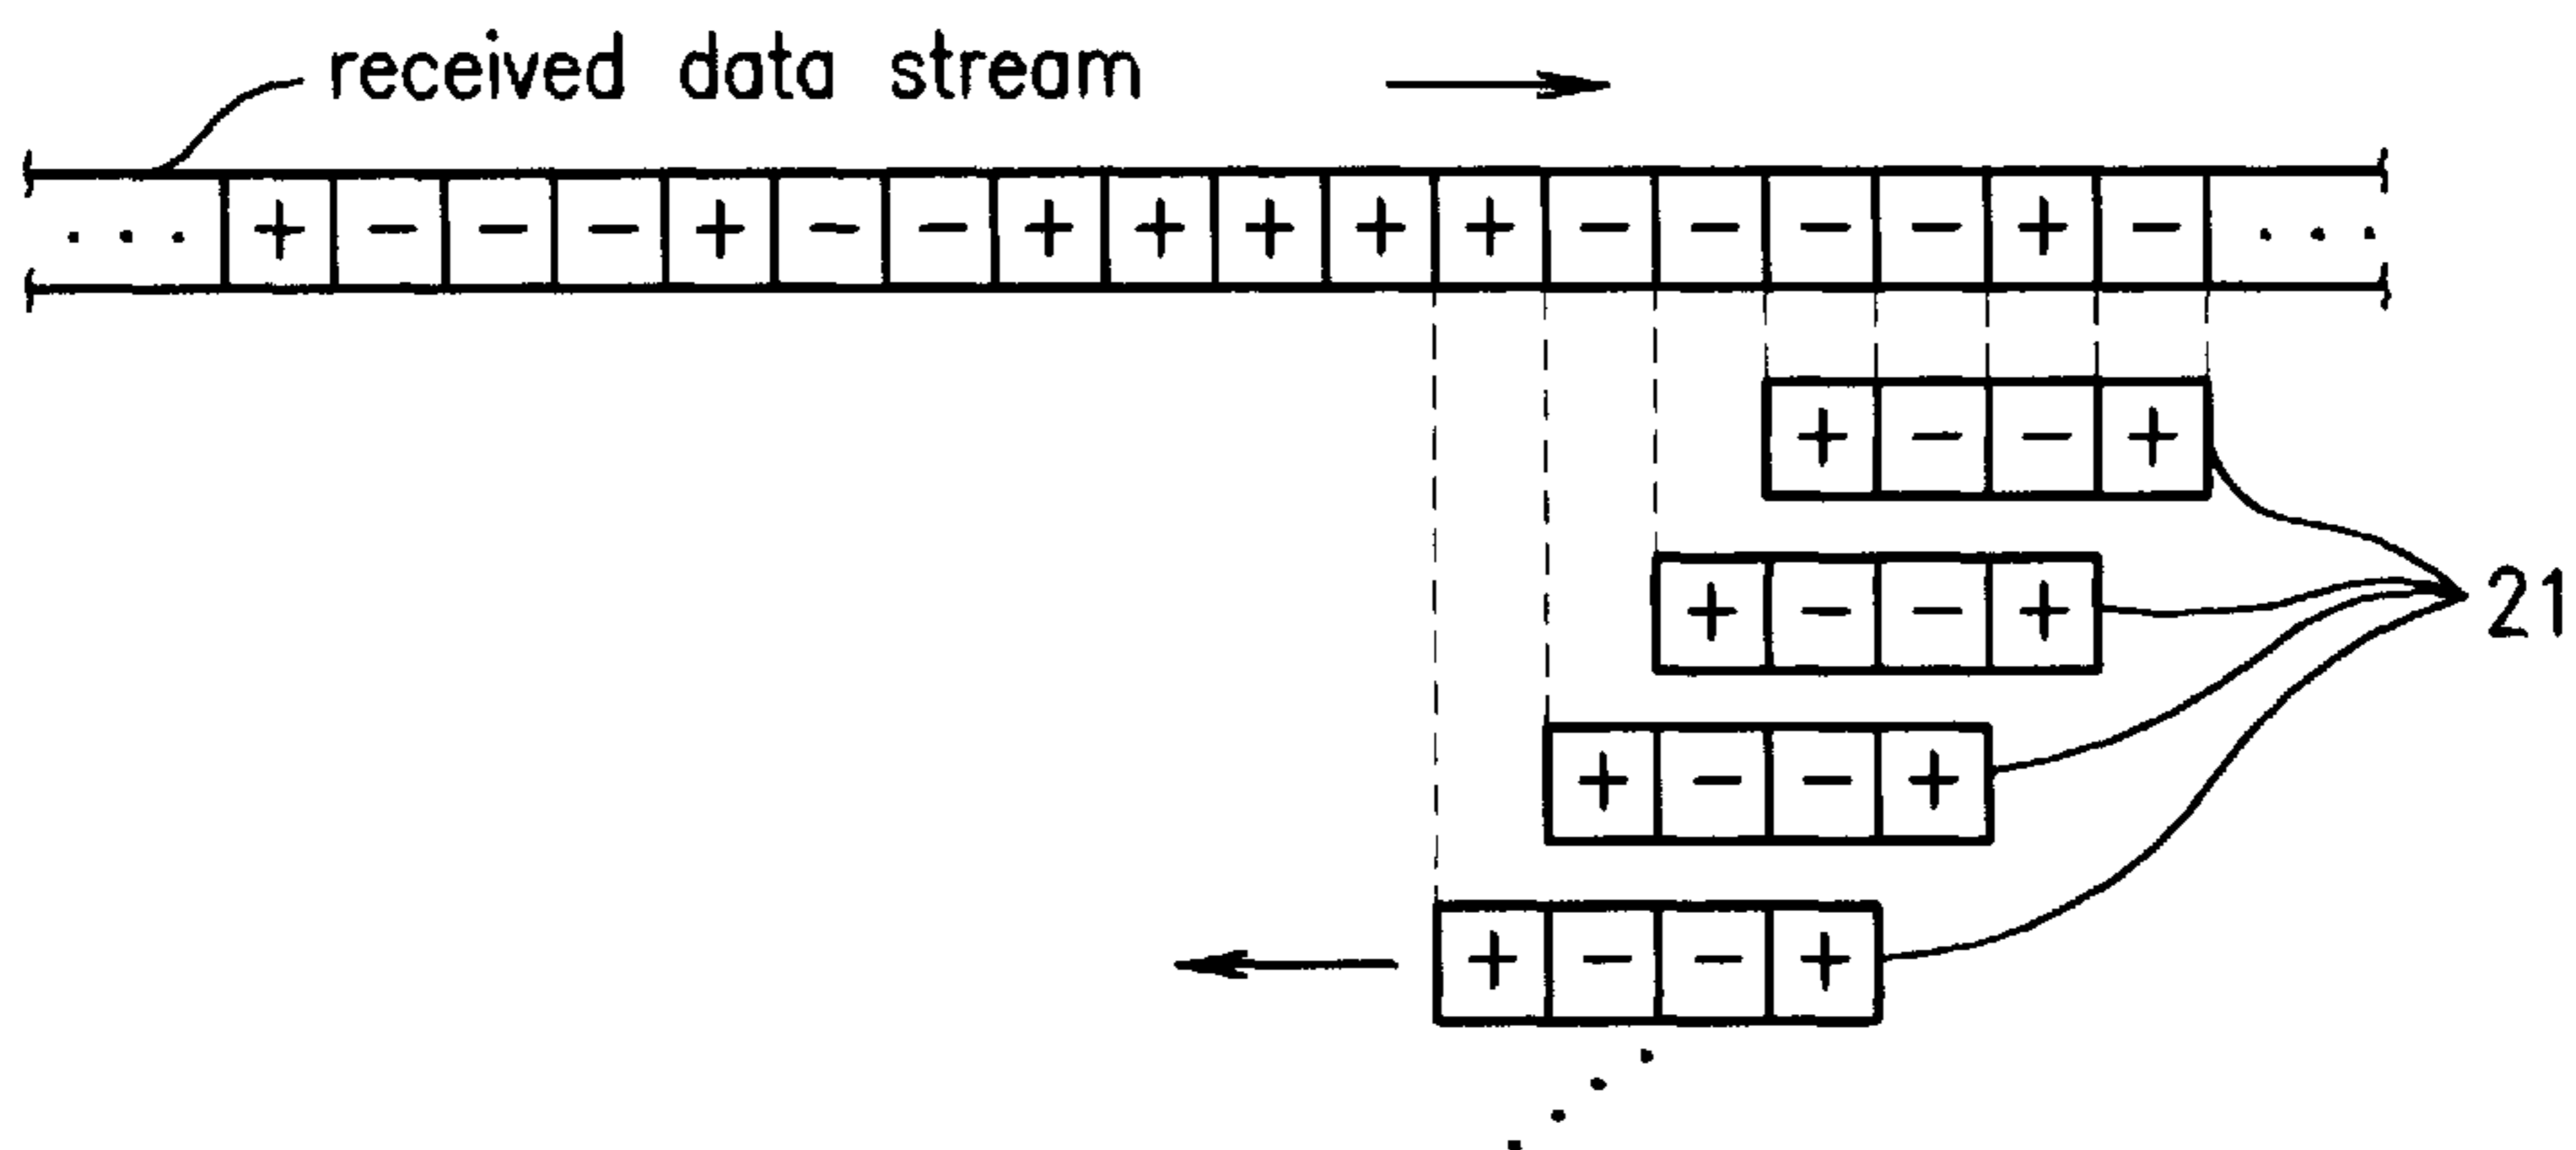 received data stream
. . . + - - - + - - + + + + + - - - - + - . . .
+ - - +
+ - - +
21
+ - - +
+ - - +